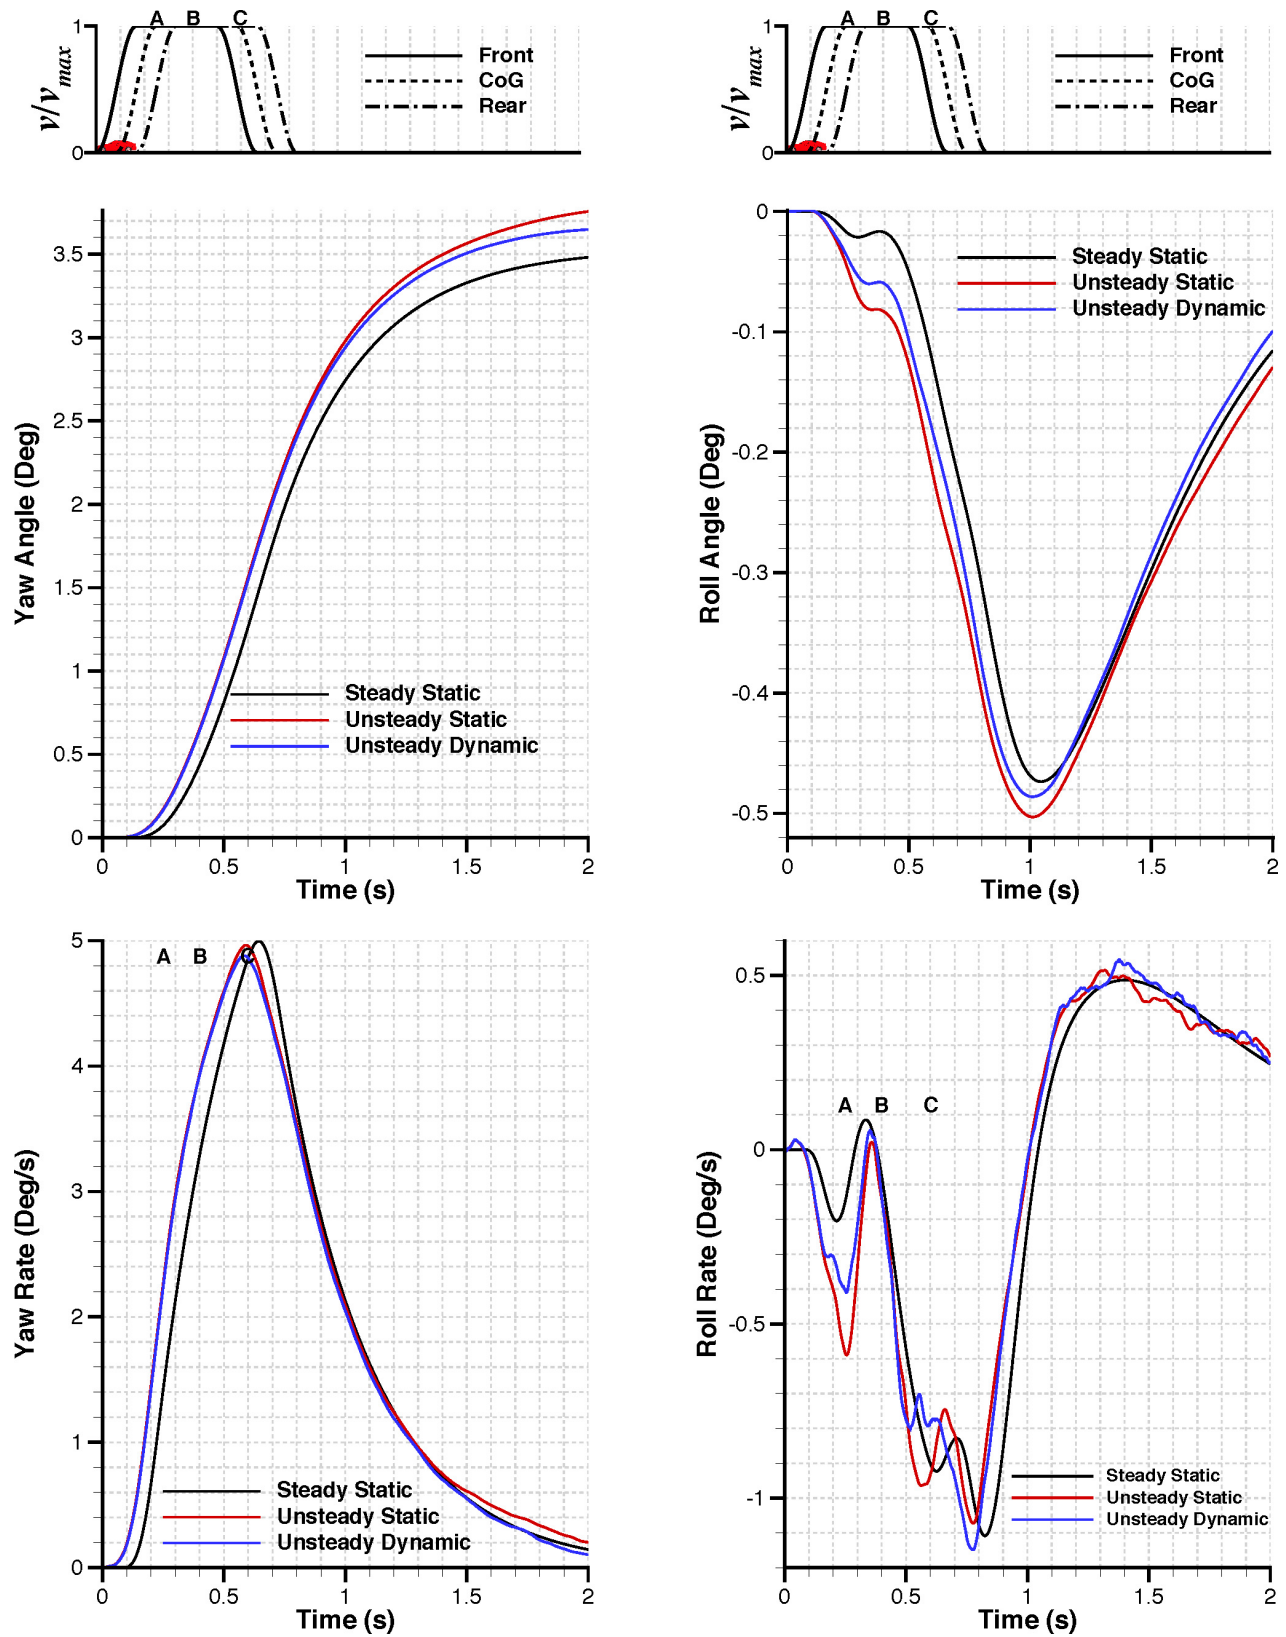 A B C
1
v/vmax
0
Front
CoG
Rear
A B C
1
v/vmax
0
Front
CoG
Rear
3.5
3
2.5
2
1.5
1
0.5
0
Yaw Angle (Deg)
Steady Static
Unsteady Static
Unsteady Dynamic
0 0.5 1 1.5 2
Time (s)
0
-0.1
-0.2
-0.3
-0.4
-0.5
Roll Angle (Deg)
Steady Static
Unsteady Static
Unsteady Dynamic
0 0.5 1 1.5 2
Time (s)
5
4
3
2
1
0
Yaw Rate (Deg/s)
A B C
Steady Static
Unsteady Static
Unsteady Dynamic
0 0.5 1 1.5 2
Time (s)
0.5
0
-0.5
-1
Roll Rate (Deg/s)
A B C
Steady Static
Unsteady Static
Unsteady Dynamic
0 0.5 1 1.5 2
Time (s)